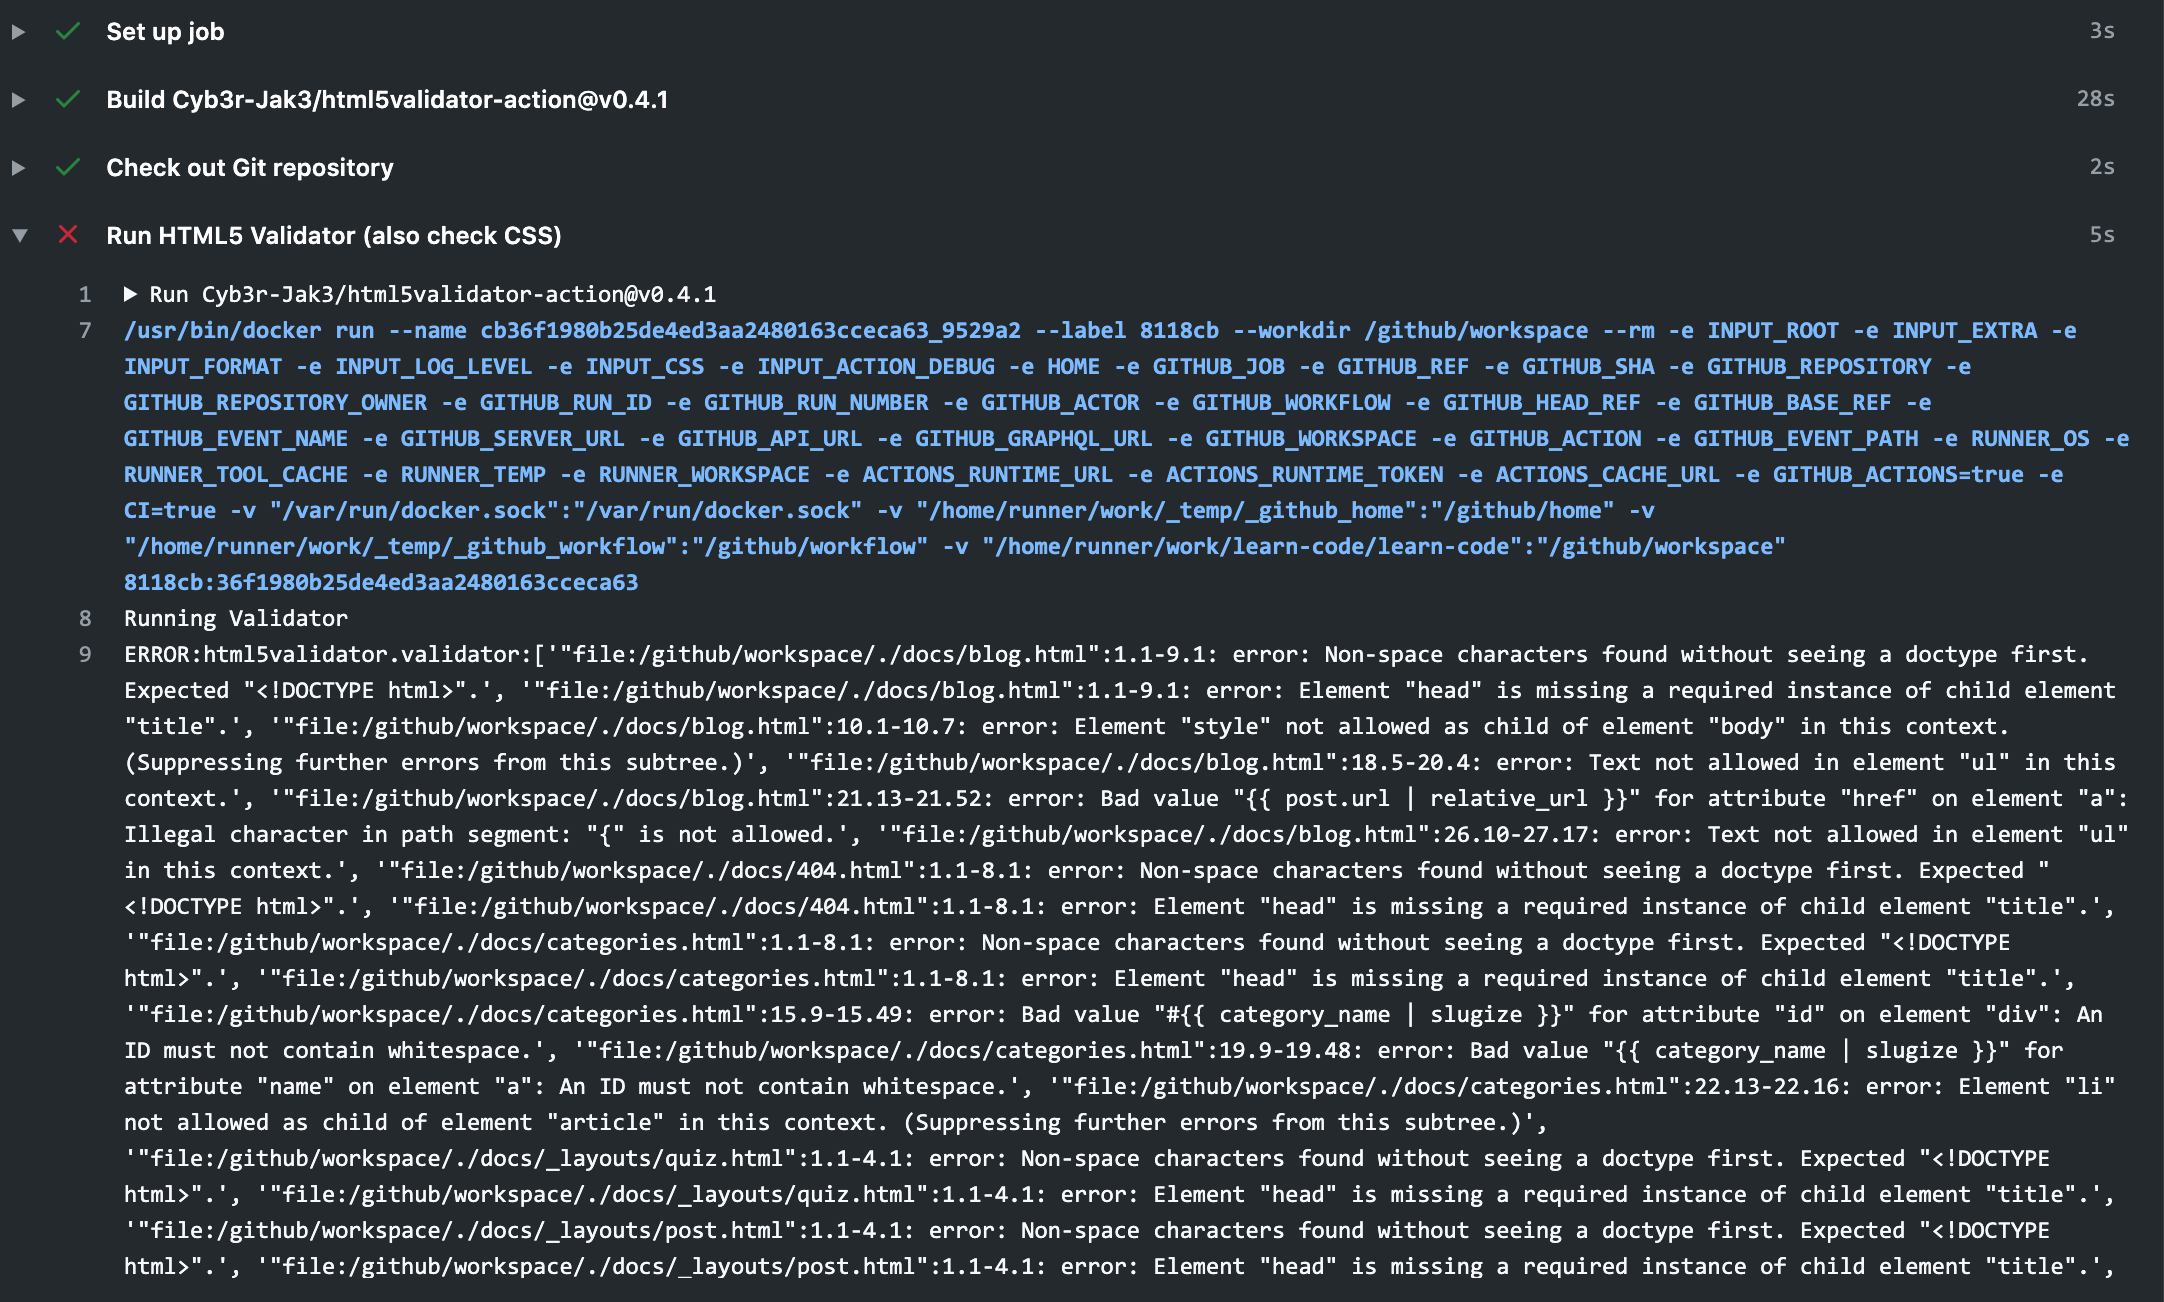 Set up job 3s
Build Cyb3r-Jak3/html5validator-action@v0.4.1 28s
Check out Git repository 2s
Run HTML5 Validator (also check CSS) 5s
1 Run Cyb3r-Jak3/html5validator-action@v0.4.1
7 /usr/bin/docker run --name cb36f1980b25de4ed3aa2480163cceca63_9529a2 --label 8118cb --workdir /github/workspace --rm -e INPUT_ROOT -e INPUT_EXTRA -e
INPUT_FORMAT -e INPUT_LOG_LEVEL -e INPUT_CSS -e INPUT_ACTION_DEBUG -e HOME -e GITHUB_JOB -e GITHUB_REF -e GITHUB_SHA -e GITHUB_REPOSITORY -e
GITHUB_REPOSITORY_OWNER -e GITHUB_RUN_ID -e GITHUB_RUN_NUMBER -e GITHUB_ACTOR -e GITHUB_WORKFLOW -e GITHUB_HEAD_REF -e GITHUB_BASE_REF -e
GITHUB_EVENT_NAME -e GITHUB_SERVER_URL -e GITHUB_API_URL -e GITHUB_GRAPHQL_URL -e GITHUB_WORKSPACE -e GITHUB_ACTION -e GITHUB_EVENT_PATH -e RUNNER_OS -e
RUNNER_TOOL_CACHE -e RUNNER_TEMP -e RUNNER_WORKSPACE -e ACTIONS_RUNTIME_URL -e ACTIONS_RUNTIME_TOKEN -e ACTIONS_CACHE_URL -e GITHUB_ACTIONS=true -e
CI=true -v "/var/run/docker.sock":"/var/run/docker.sock" -v "/home/runner/work/_temp/_github_home":"/github/home" -v
"/home/runner/work/_temp/_github_workflow":"/github/workflow" -v "/home/runner/work/learn-code/learn-code":"/github/workspace"
8118cb:36f1980b25de4ed3aa2480163cceca63
8 Running Validator
9 ERROR:html5validator.validator:['"file:/github/workspace/./docs/blog.html":1.1-9.1: error: Non-space characters found without seeing a doctype first.
Expected "<!DOCTYPE html>".', '"file:/github/workspace/./docs/blog.html":1.1-9.1: error: Element "head" is missing a required instance of child element
"title".', '"file:/github/workspace/./docs/blog.html":10.1-10.7: error: Element "style" not allowed as child of element "body" in this context.
(Suppressing further errors from this subtree.)', '"file:/github/workspace/./docs/blog.html":18.5-20.4: error: Text not allowed in element "ul" in this
context.', '"file:/github/workspace/./docs/blog.html":21.13-21.52: error: Bad value "{{ post.url | relative_url }}" for attribute "href" on element "a":
Illegal character in path segment: "{" is not allowed.', '"file:/github/workspace/./docs/blog.html":26.10-27.17: error: Text not allowed in element "ul"
in this context.', '"file:/github/workspace/./docs/404.html":1.1-8.1: error: Non-space characters found without seeing a doctype first. Expected "
<!DOCTYPE html>".', '"file:/github/workspace/./docs/404.html":1.1-8.1: error: Element "head" is missing a required instance of child element "title".',
'"file:/github/workspace/./docs/categories.html":1.1-8.1: error: Non-space characters found without seeing a doctype first. Expected "<!DOCTYPE
html>".', '"file:/github/workspace/./docs/categories.html":1.1-8.1: error: Element "head" is missing a required instance of child element "title".',
'"file:/github/workspace/./docs/categories.html":15.9-15.49: error: Bad value "#{{ category_name | slugize }}" for attribute "id" on element "div": An
ID must not contain whitespace.', '"file:/github/workspace/./docs/categories.html":19.9-19.48: error: Bad value "{{ category_name | slugize }}" for
attribute "name" on element "a": An ID must not contain whitespace.', '"file:/github/workspace/./docs/categories.html":22.13-22.16: error: Element "li"
not allowed as child of element "article" in this context. (Suppressing further errors from this subtree.)',
'"file:/github/workspace/./docs/_layouts/quiz.html":1.1-4.1: error: Non-space characters found without seeing a doctype first. Expected "<!DOCTYPE
html>".', '"file:/github/workspace/./docs/_layouts/quiz.html":1.1-4.1: error: Element "head" is missing a required instance of child element "title".',
'"file:/github/workspace/./docs/_layouts/post.html":1.1-4.1: error: Non-space characters found without seeing a doctype first. Expected "<!DOCTYPE
html>".', '"file:/github/workspace/./docs/_layouts/post.html":1.1-4.1: error: Element "head" is missing a required instance of child element "title".',